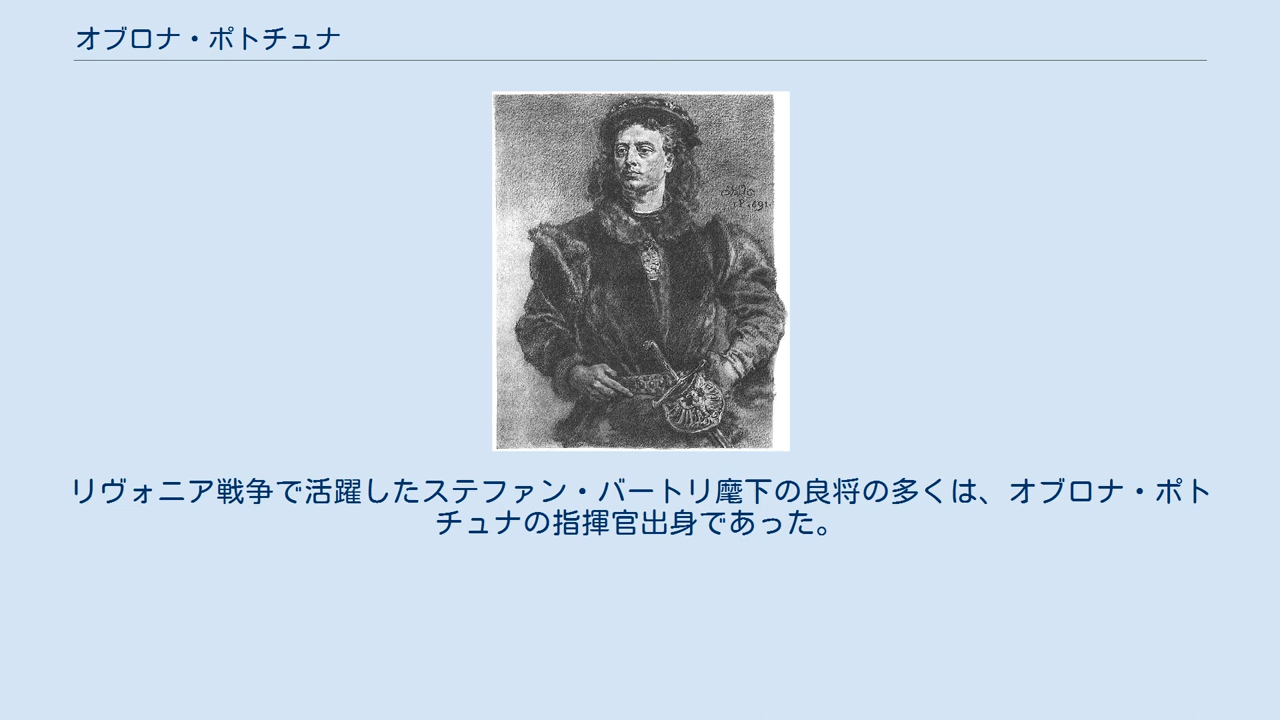 オブロナ・ポトチュナ
リヴォニア戦争で活躍したステファン・バートリ麾下の良将の多くは、オブロナ・ポト
チュナの指揮官出身であった。